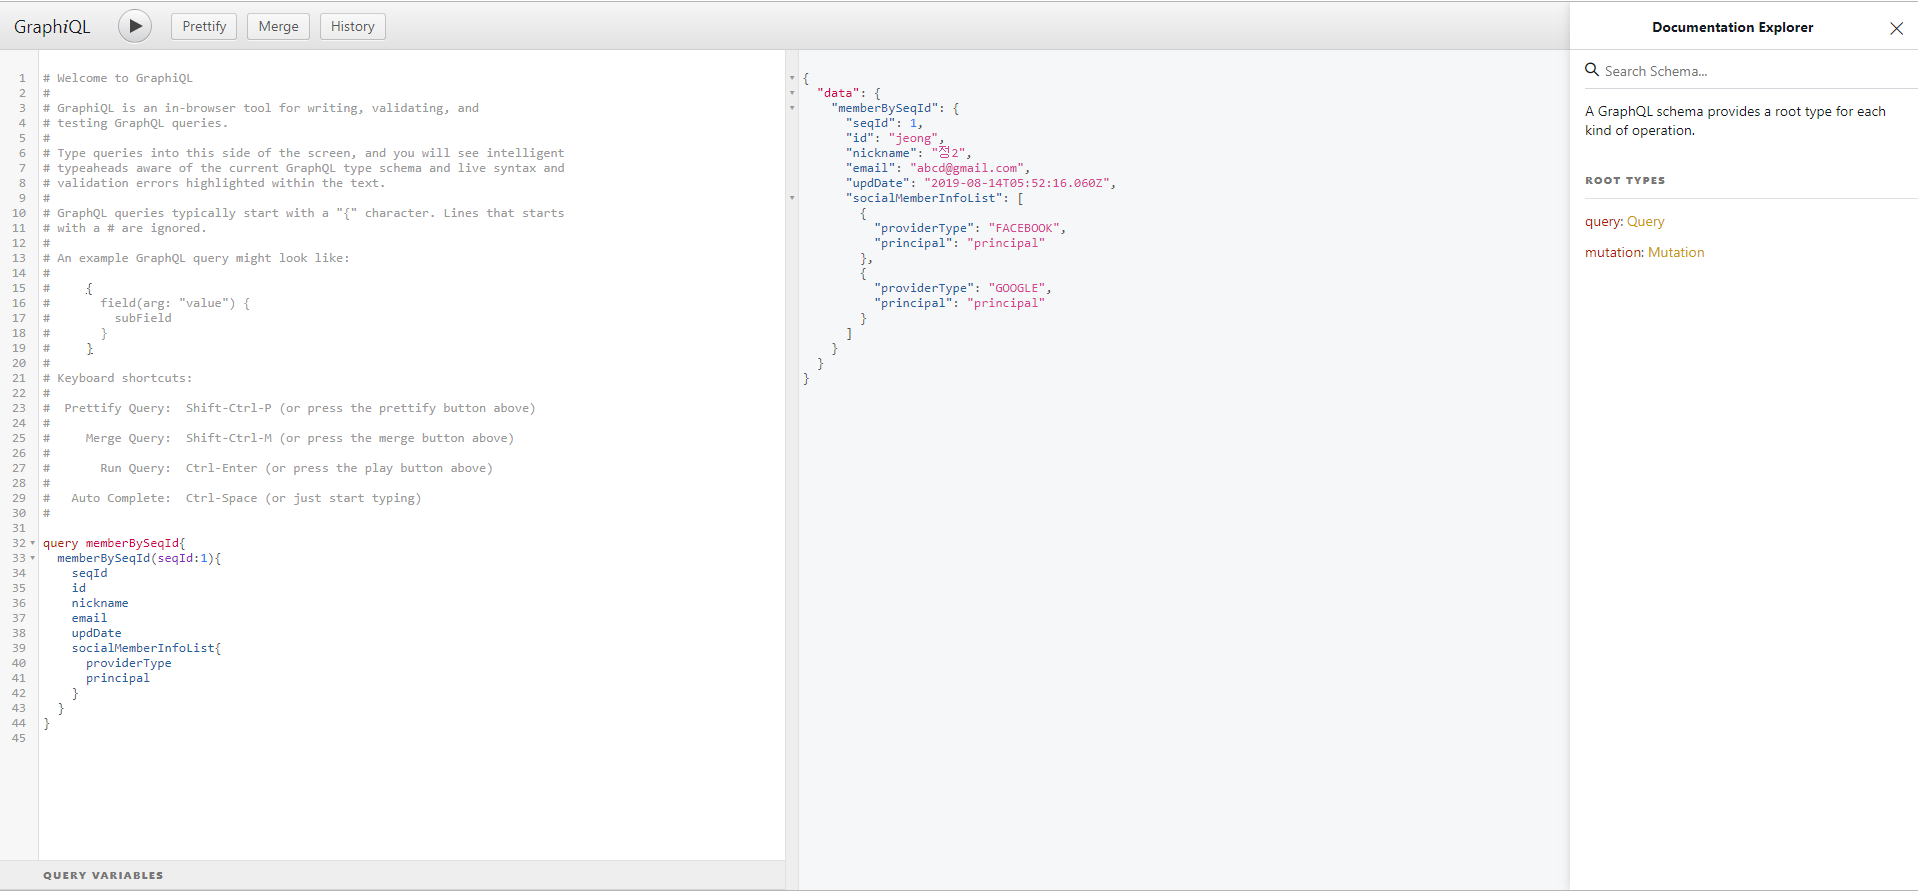 GraphiQL
Prettify
Merge
History
1 # Welcome to GraphiQL
2 #
3 # GraphiQL is an in-browser tool for writing, validating, and
4 # testing GraphQL queries.
5 #
6 # Type queries into this side of the screen, and you will see intelligent
7 # typeaheads aware of the current GraphQL type schema and live syntax and
8 # validation errors highlighted within the text.
9 #
10 # GraphQL queries typically start with a "{" character. Lines that starts
11 # with a # are ignored.
12 #
13 # An example GraphQL query might look like:
14 #
15 #     {
16 #       field(arg: "value") {
17 #         subField
18 #       }
19 #     }
20 #
21 # Keyboard shortcuts:
22 #
23 #  Prettify Query:  Shift-Ctrl-P (or press the prettify button above)
24 #
25 #     Merge Query:  Shift-Ctrl-M (or press the merge button above)
26 #
27 #       Run Query:  Ctrl-Enter (or press the play button above)
28 #
29 #   Auto Complete:  Ctrl-Space (or just start typing)
30 #
31
32 query memberBySeqId{
33   memberBySeqId(seqId:1){
34     seqId
35     id
36     nickname
37     email
38     updDate
39     socialMemberInfoList{
40       providerType
41       principal
42     }
43   }
44 }
45
QUERY VARIABLES
{
  "data": {
    "memberBySeqId": {
      "seqId": 1,
      "id": "jeong",
      "nickname": "정2",
      "email": "abcd@gmail.com",
      "updDate": "2019-08-14T05:52:16.060Z",
      "socialMemberInfoList": [
        {
          "providerType": "FACEBOOK",
          "principal": "principal"
        },
        {
          "providerType": "GOOGLE",
          "principal": "principal"
        }
      ]
    }
  }
}
Documentation Explorer
Search Schema...
A GraphQL schema provides a root type for each
kind of operation.
ROOT TYPES
query: Query
mutation: Mutation